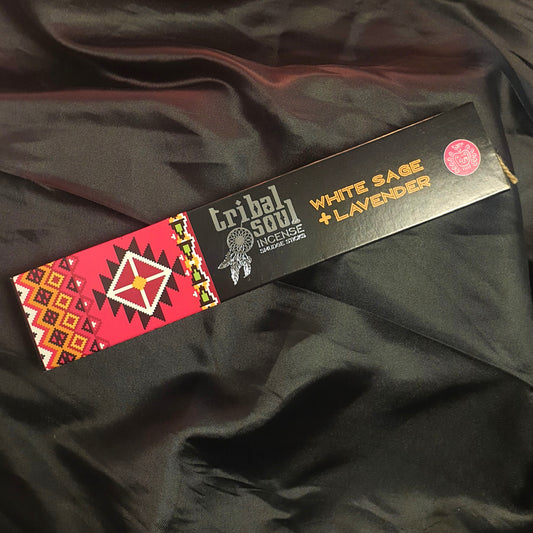 tribal
soul
INCENSE
SMUDGE STICKS
WHITE SAGE
+ LAVENDER